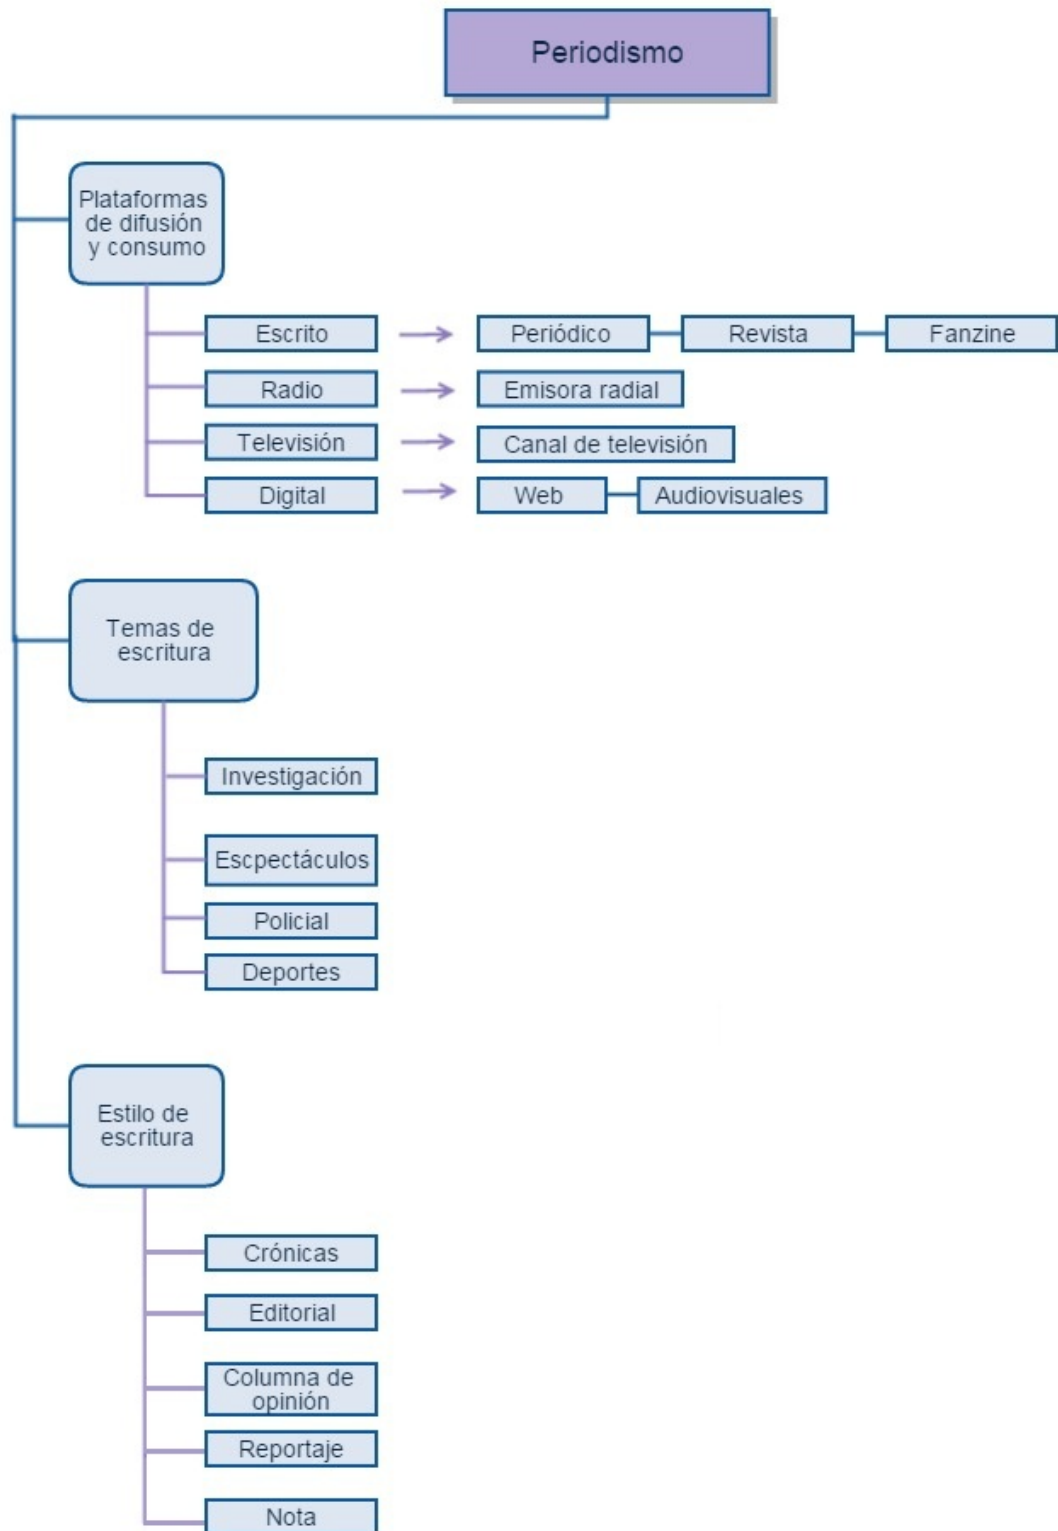 Periodismo
Plataformas
de difusión
y consumo
Escrito
Periódico
Revista
Fanzine
Radio
Emisora radial
Televisión
Canal de televisión
Digital
Web
Audiovisuales
Temas de
escritura
Investigación
Escpectáculos
Policial
Deportes
Estilo de
escritura
Crónicas
Editorial
Columna de
opinión
Reportaje
Nota